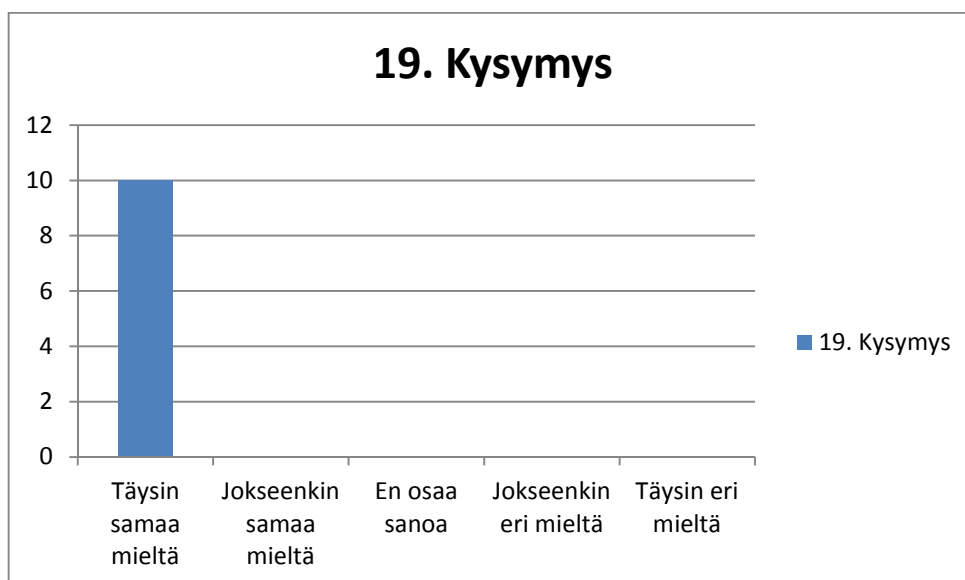 19. Kysymys
12
10
8
6
4
2
0
Täysin
samaa
mieltä
Jokseenkin
samaa
mieltä
En osaa
sanoa
Jokseenkin
eri mieltä
Täysin eri
mieltä
19. Kysymys